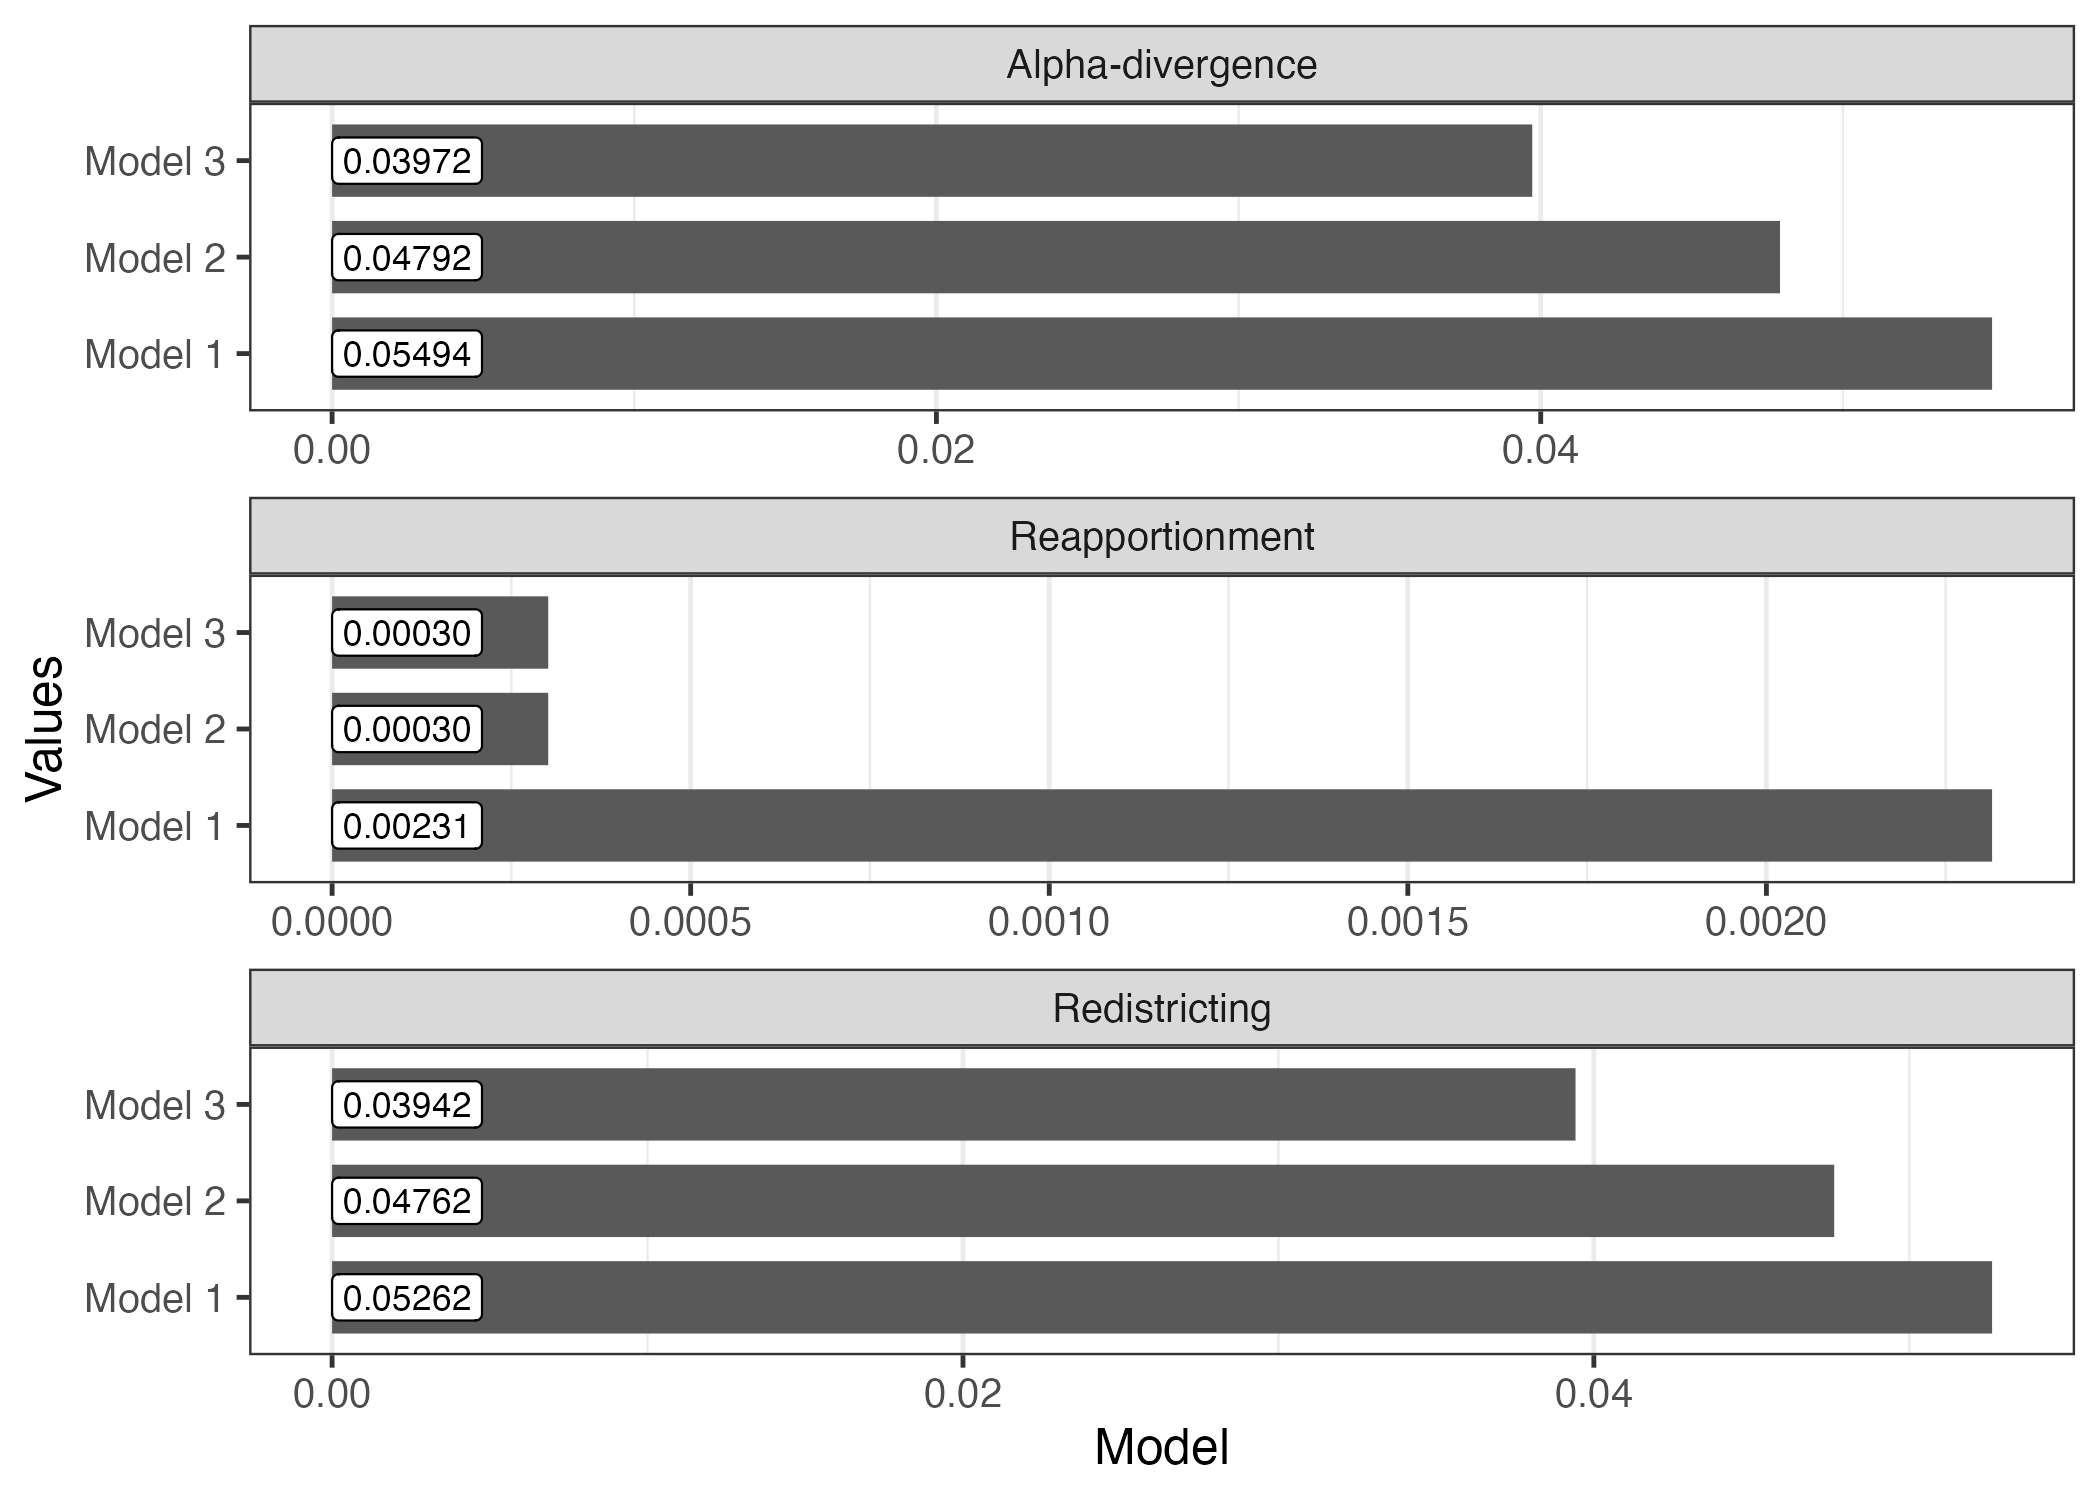 Alpha-divergence
Model 3
0.03972
Model 2
0.04792
Model 1
0.05494
0.00 0.02 0.04
Reapportionment
Model 3
0.00030
Model 2
0.00030
Model 1
0.00231
0.0000 0.0005 0.0010 0.0015 0.0020
Redistricting
Model 3
0.03942
Model 2
0.04762
Model 1
0.05262
0.00 0.02 0.04
Model
Values